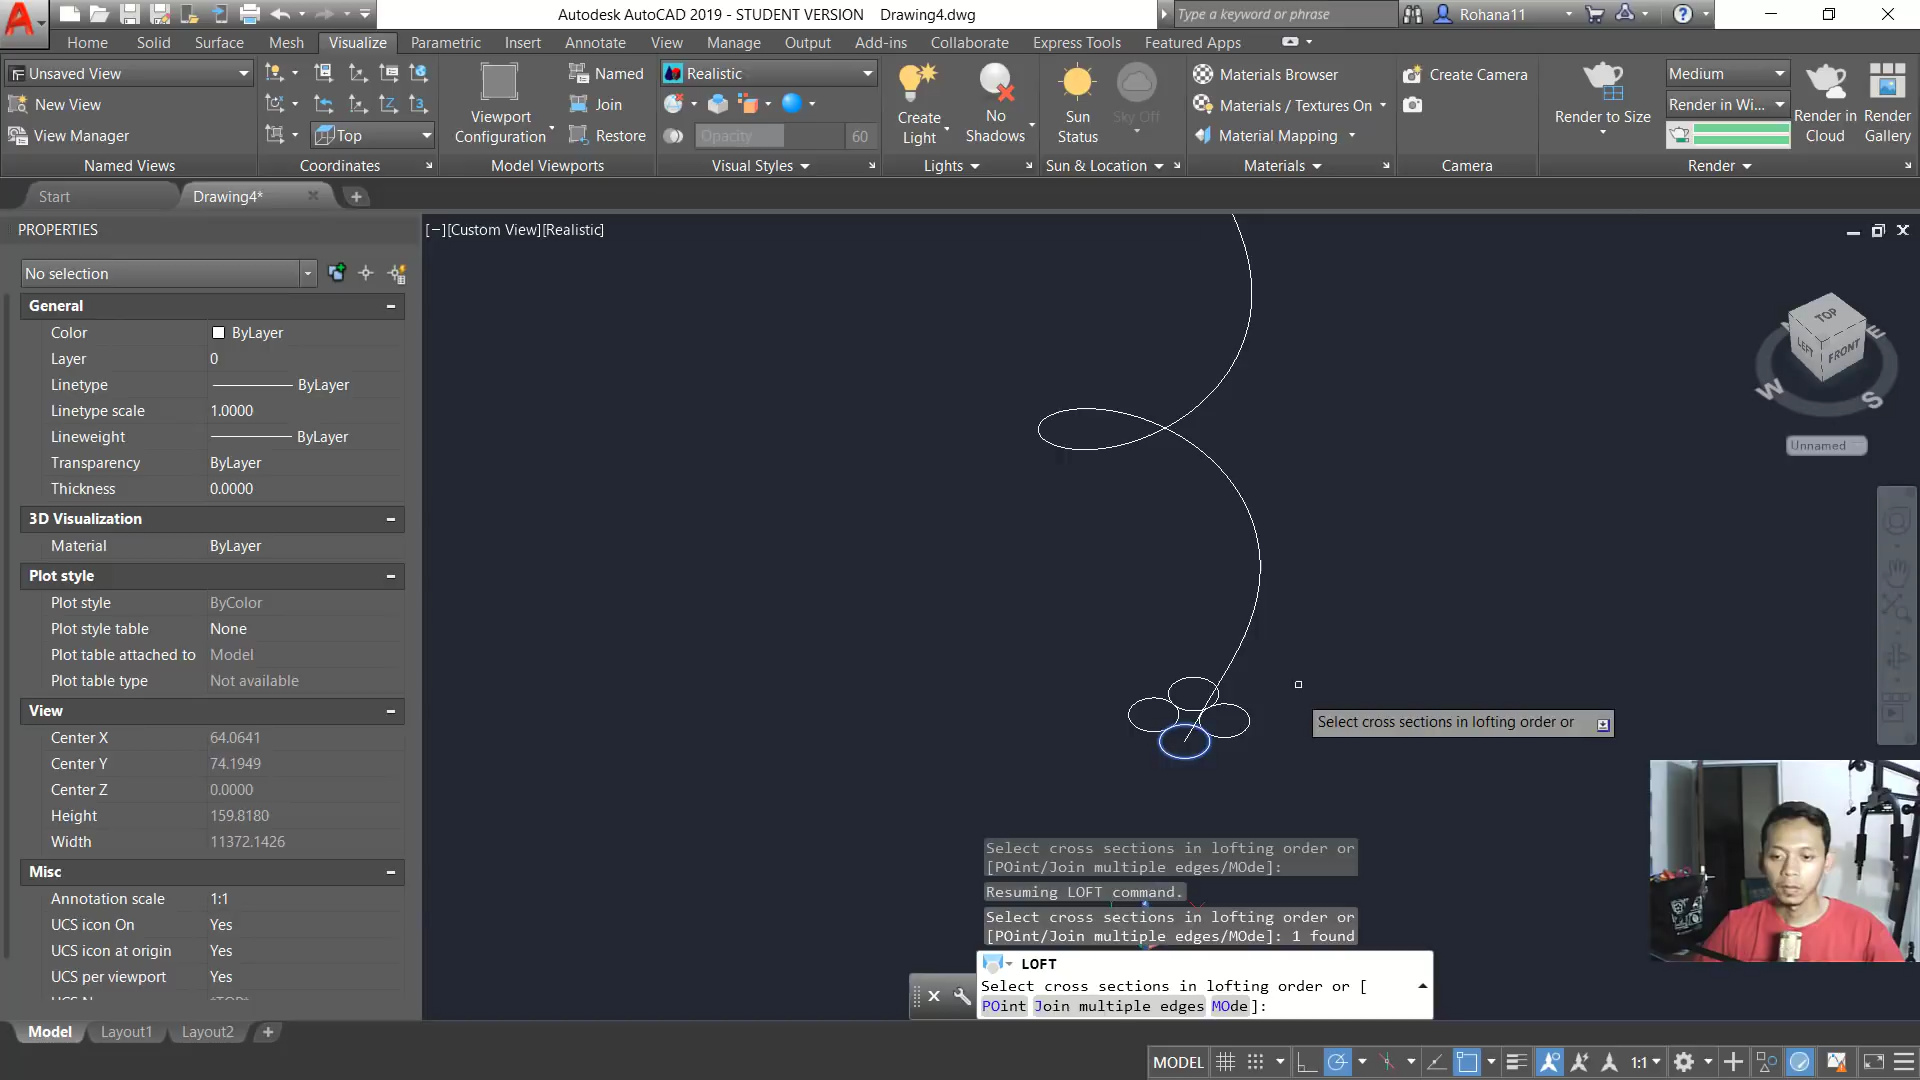 Autodesk AutoCAD 2019 - STUDENT VERSION Drawing4.dwg
Type a keyword or phrase
Rohana11
Home Solid Surface Mesh Visualize Parametric Insert Annotate View Manage Output Add-ins Collaborate Express Tools Featured Apps
Unsaved View
New View
View Manager
Named Views
Top
Coordinates
Viewport
Configuration
Named
Join
Restore
Model Viewports
Realistic
Opacity 60
Visual Styles
Create
Light
No
Shadows
Lights
Sun
Status
Sky Off
Sun & Location
Materials Browser
Materials / Textures On
Material Mapping
Materials
Create Camera
Camera
Render to Size
Medium
Render in Wi...
Render in
Cloud
Render
Gallery
Render
Start Drawing4*
PROPERTIES
No selection
General
Color ByLayer
Layer 0
Linetype ByLayer
Linetype scale 1.0000
Lineweight ByLayer
Transparency ByLayer
Thickness 0.0000
3D Visualization
Material ByLayer
Plot style
Plot style ByColor
Plot style table None
Plot table attached to Model
Plot table type Not available
View
Center X 64.0641
Center Y 74.1949
Center Z 0.0000
Height 159.8180
Width 11372.1426
Misc
Annotation scale 1:1
UCS icon On Yes
UCS icon at origin Yes
UCS per viewport Yes
[−][Custom View][Realistic]
TOP
LEFT
FRONT
E
W
S
Unnamed
Select cross sections in lofting order or
Select cross sections in lofting order or
[POint/Join multiple edges/MOde]:
Resuming LOFT command.
Select cross sections in lofting order or
[POint/Join multiple edges/MOde]: 1 found
LOFT
Select cross sections in lofting order or [
POint Join multiple edges MOde]:
Model Layout1 Layout2
MODEL 1:1